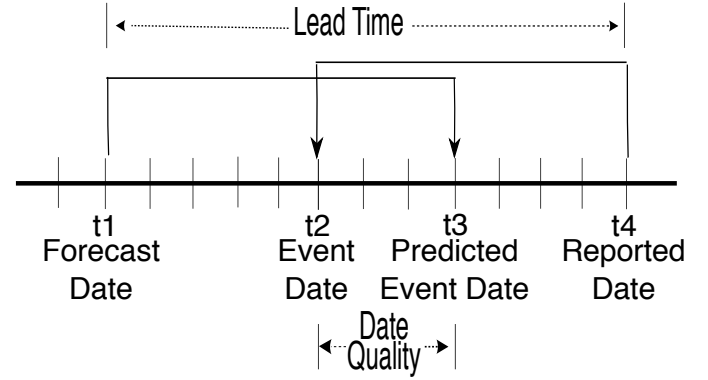 Lead Time
t1 t2 t3 t4
Forecast Event Predicted Reported
Date Date Event Date Date
Date
Quality